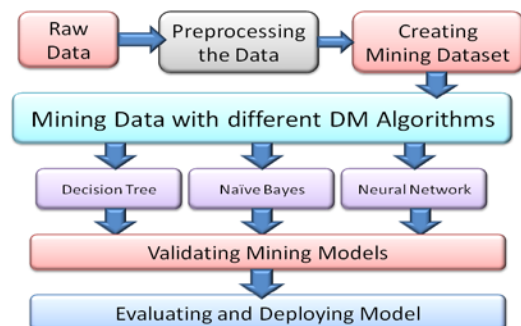 Raw
Data
Preprocessing
the Data
Creating
Mining Dataset
Mining Data with different DM Algorithms
Decision Tree
Naïve Bayes
Neural Network
Validating Mining Models
Evaluating and Deploying Model